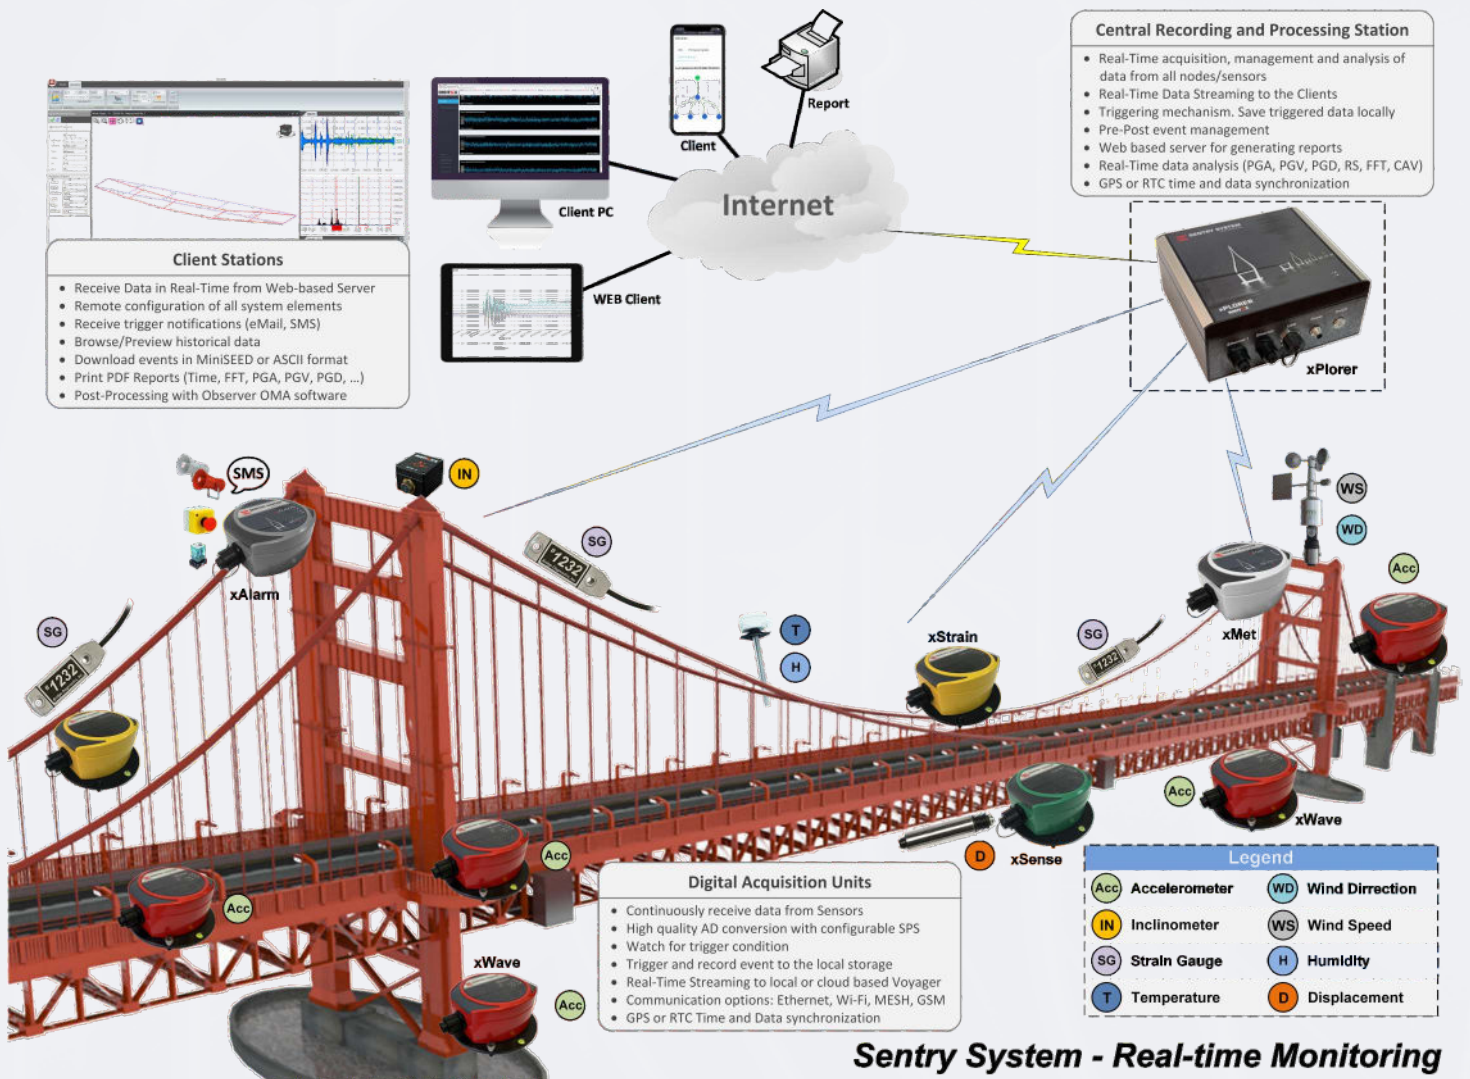 Central Recording and Processing Station
• Real-Time acquisition, management and analysis of
data from all nodes/sensors
• Real-Time Data Streaming to the Clients
• Triggering mechanism. Save triggered data locally
• Pre-Post event management
• Web based server for generating reports
• Real-Time data analysis (PGA, PGV, PGD, RS, FFT, CAV)
• GPS or RTC time and data synchronization
Report
Client
Client PC
Internet
WEB Client
SENTRY SYSTEM
xPLORER
xPlorer
Client Stations
• Receive Data in Real-Time from Web-based Server
• Remote configuration of all system elements
• Receive trigger notifications (eMail, SMS)
• Browse/Preview historical data
• Download events in MiniSEED or ASCII format
• Print PDF Reports (Time, FFT, PGA, PGV, PGD, ...)
• Post-Processing with Observer OMA software
SMS
IN
WS
WD
SG
1232
Acc
xAlarm
SG
1232
T
H
xStrain
SG
1232
xMet
Acc
xWave
D
xSense
Acc
Acc
xWave
Acc
Digital Acquisition Units
• Continuously receive data from Sensors
• High quality AD conversion with configurable SPS
• Watch for trigger condition
• Trigger and record event to the local storage
• Real-Time Streaming to local or cloud based Voyager
• Communication options: Ethernet, Wi-Fi, MESH, GSM
• GPS or RTC Time and Data synchronization
Legend
Acc Accelerometer
WD Wind Dirrection
IN Inclinometer
WS Wind Speed
SG Strain Gauge
H Humidity
T Temperature
D Displacement
Sentry System - Real-time Monitoring